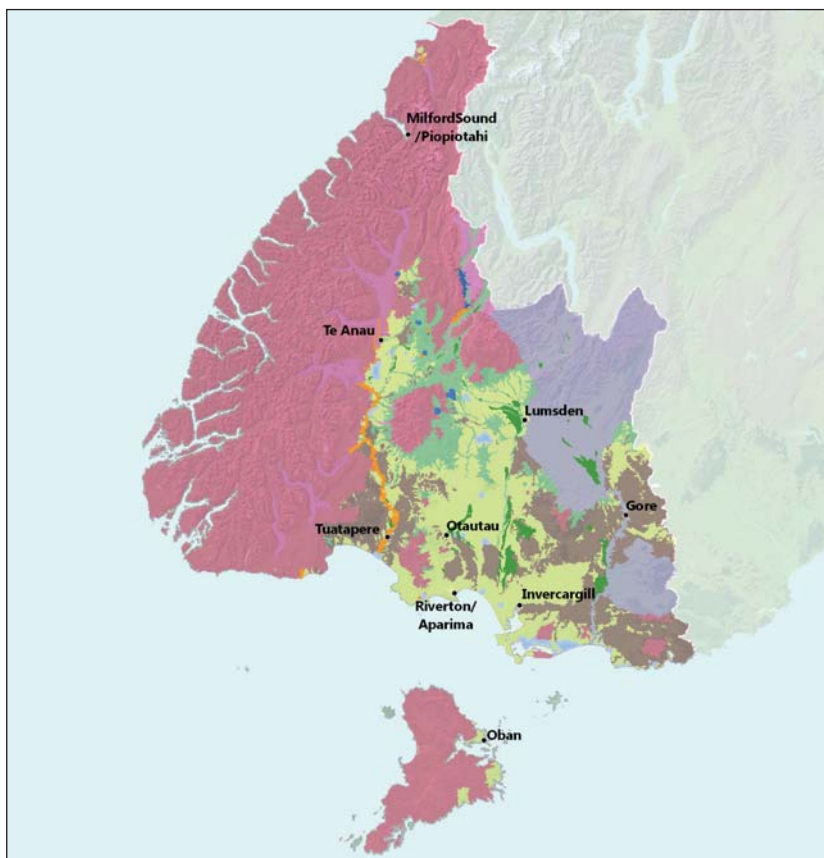 MilfordSound
/Piopiotahi
Te Anau
Lumsden
Gore
Tuatapere
Otautau
Riverton/
Aparima
Invercargill
Oban